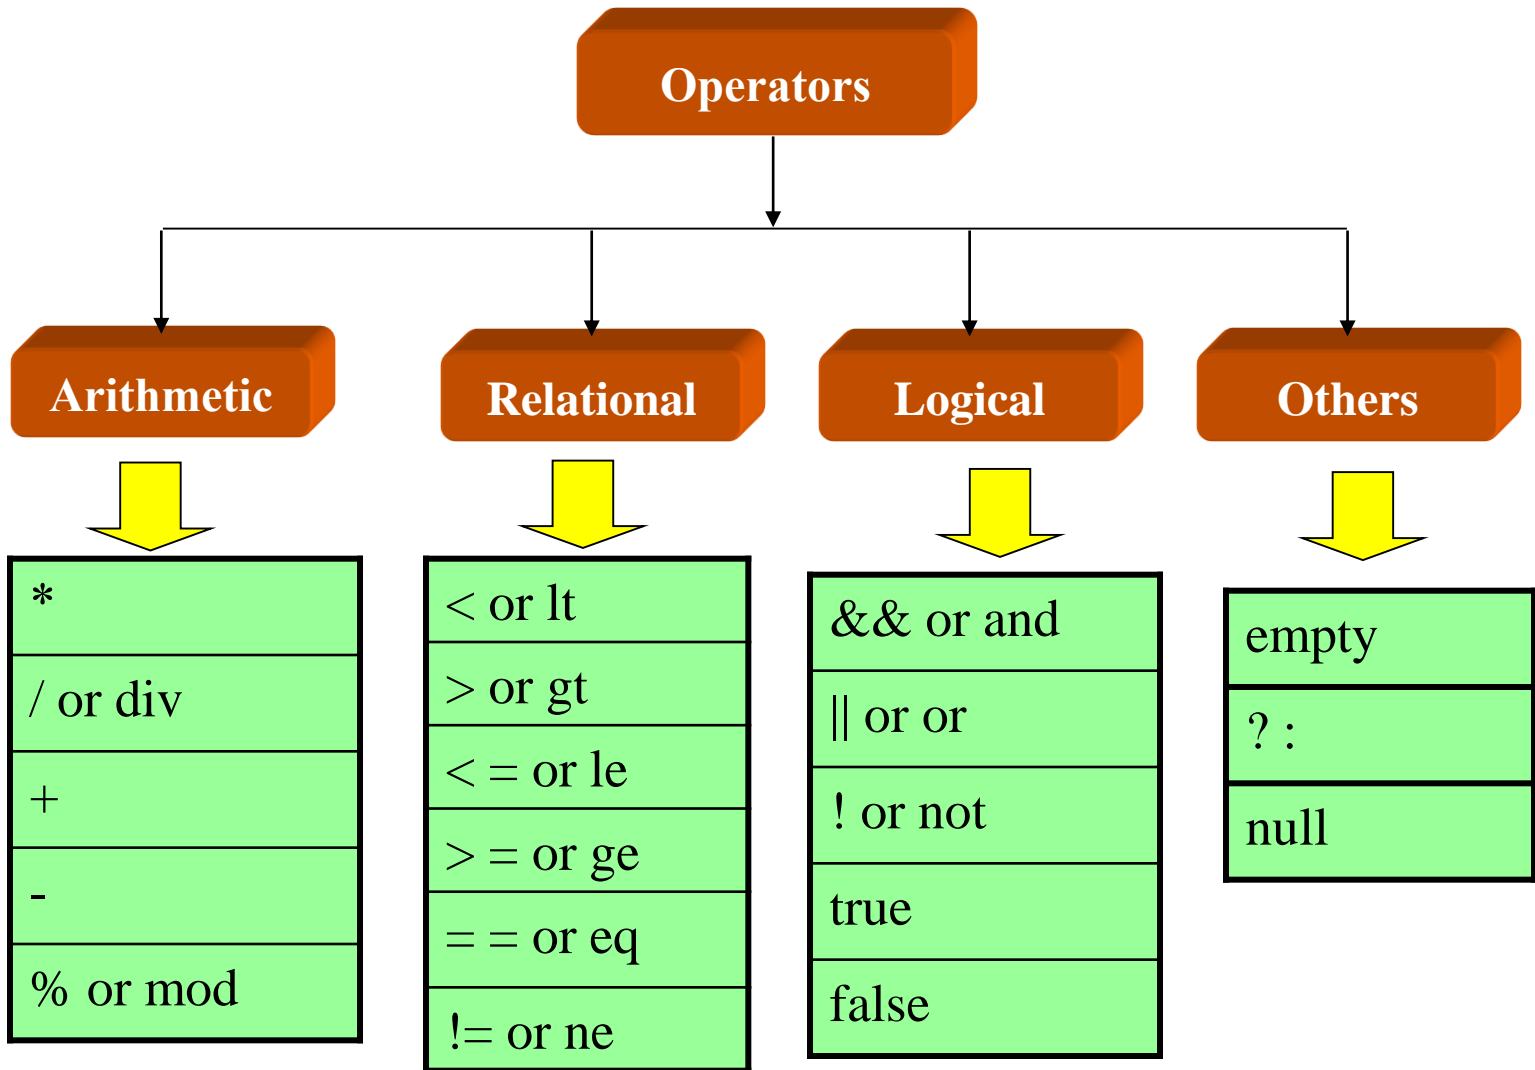 Operators
Arithmetic
Relational
Logical
Others
*
/ or div
+
-
% or mod
< or lt
> or gt
< = or le
> = or ge
= = or eq
!= or ne
&& or and
|| or or
! or not
true
false
empty
? :
null